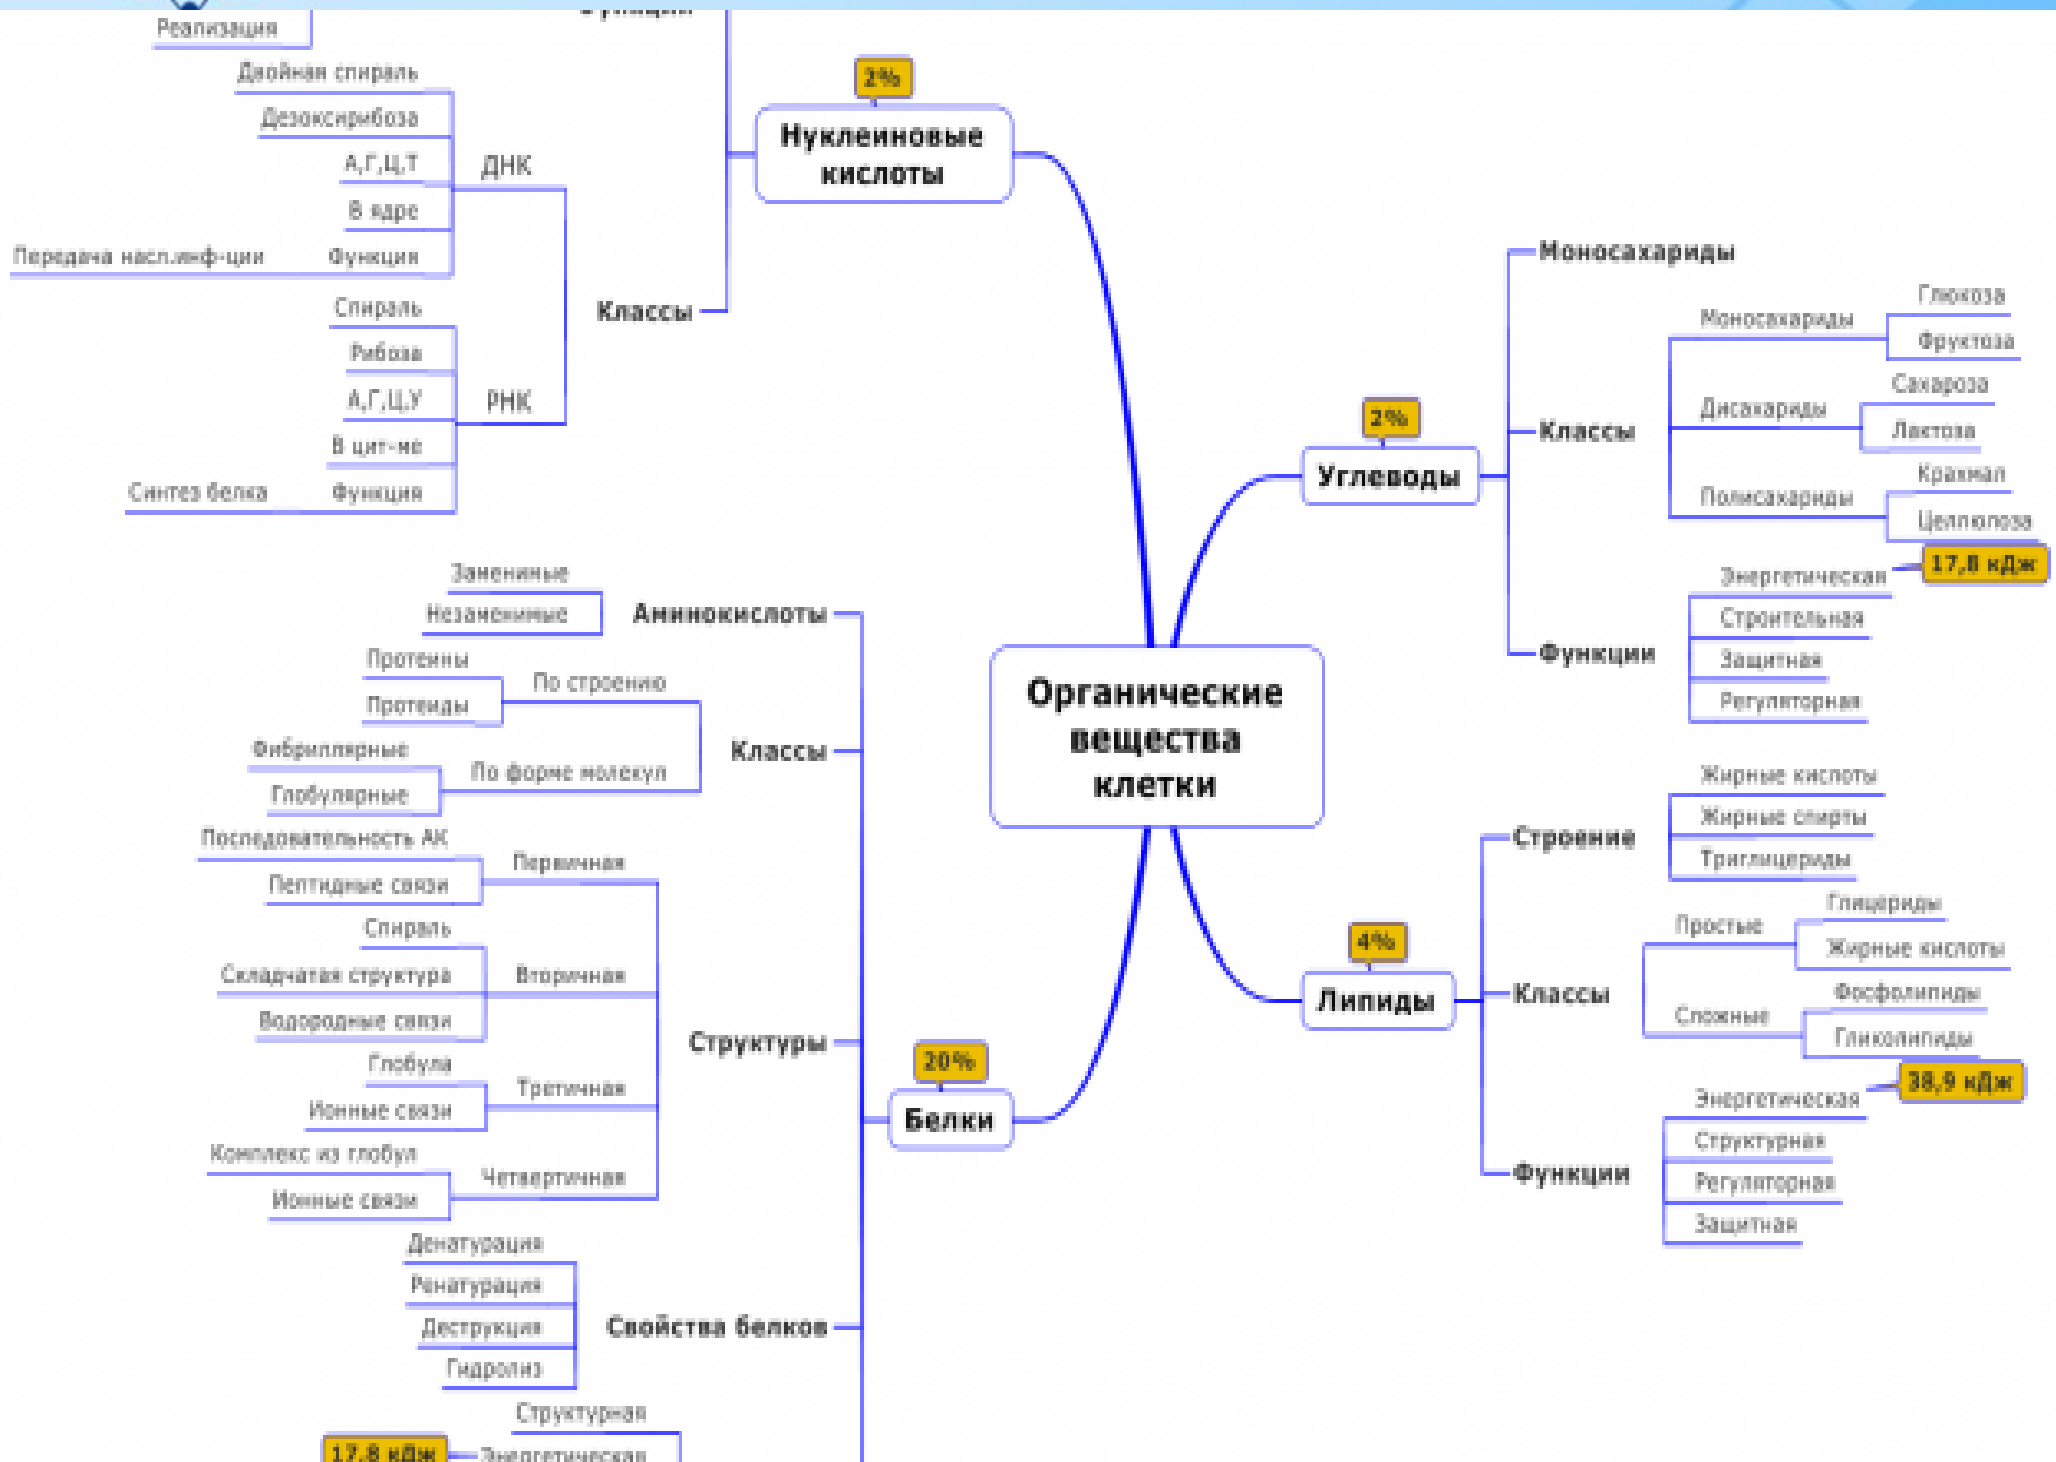 Реализация
2%
Нуклеиновые
кислоты
Двойная спираль
Дезоксирибоза
А,Г,Ц,Т
ДНК
В ядре
Передача насл.инф-ции
Функция
Классы
Спираль
Рибоза
А,Г,Ц,У
РНК
В цит-ме
Синтез белка
Функция
Моносахариды
2%
Углеводы
Классы
Моносахариды
Глюкоза
Фруктоза
Дисахариды
Сахароза
Лактоза
Полисахариды
Крахмал
Целлюлоза
Функции
Энергетическая
17,8 кДж
Строительная
Защитная
Регуляторная
Органические
вещества
клетки
Заменимые
Незаменимые
Аминокислоты
Протеины
Протеиды
По строению
Фибриллярные
Глобулярные
По форме молекул
Классы
Последовательность АК
Пептидные связи
Первичная
Спираль
Складчатая структура
Водородные связи
Вторичная
Глобула
Ионные связи
Третичная
Комплекс из глобул
Ионные связи
Четвертичная
Структуры
20%
Белки
Денатурация
Ренатурация
Деструкция
Гидролиз
Свойства белков
Структурная
17,8 кДж
Энергетическая
Строение
Жирные кислоты
Жирные спирты
Триглицериды
4%
Липиды
Классы
Простые
Глицериды
Жирные кислоты
Сложные
Фосфолипиды
Гликолипиды
Функции
Энергетическая
38,9 кДж
Структурная
Регуляторная
Защитная